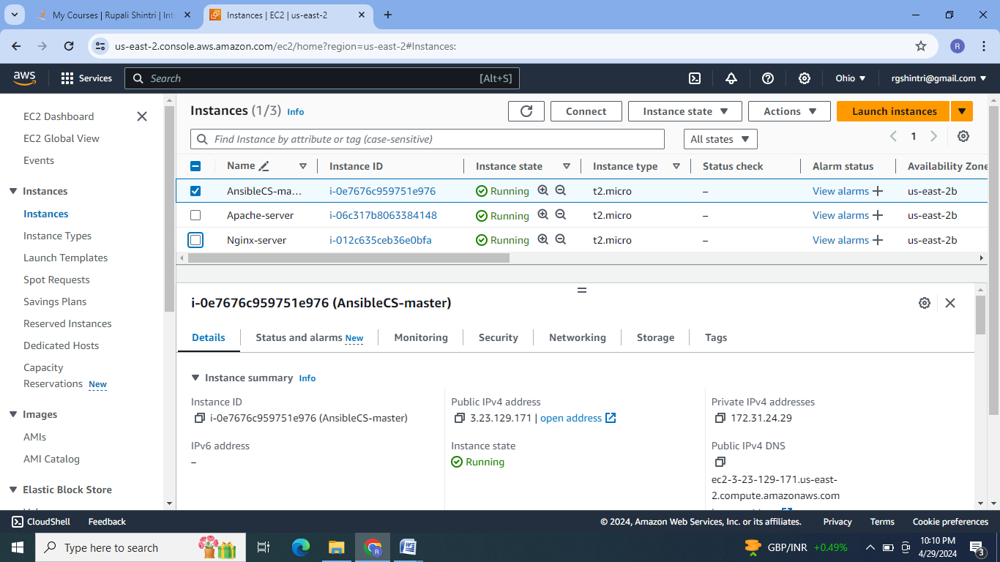 My Courses | Rupali Shintri | Int
Instances | EC2 | us-east-2
us-east-2.console.aws.amazon.com/ec2/home?region=us-east-2#Instances:
R
aws
Services
Search
[Alt+S]
Ohio
rgshintri@gmail.com
EC2 Dashboard
EC2 Global View
Events
Instances
Instances
Instance Types
Launch Templates
Spot Requests
Savings Plans
Reserved Instances
Dedicated Hosts
Capacity
Reservations New
Images
AMIs
AMI Catalog
Elastic Block Store
Instances (1/3) Info
Connect
Instance state
Actions
Launch instances
Find Instance by attribute or tag (case-sensitive)
All states
1
Name Instance ID Instance state Instance type Status check Alarm status Availability Zone
AnsibleCS-ma... i-0e7676c959751e976 Running t2.micro – View alarms + us-east-2b
Apache-server i-06c317b8063384148 Running t2.micro – View alarms + us-east-2b
Nginx-server i-012c635ceb36e0bfa Running t2.micro – View alarms + us-east-2b
i-0e7676c959751e976 (AnsibleCS-master)
Details Status and alarms New Monitoring Security Networking Storage Tags
Instance summary Info
Instance ID
i-0e7676c959751e976 (AnsibleCS-master)
IPv6 address
–
Public IPv4 address
3.23.129.171 | open address
Instance state
Running
Private IPv4 addresses
172.31.24.29
Public IPv4 DNS
ec2-3-23-129-171.us-east-
2.compute.amazonaws.com
CloudShell Feedback © 2024, Amazon Web Services, Inc. or its affiliates. Privacy Terms Cookie preferences
Type here to search
GBP/INR +0.49%
10:10 PM
4/29/2024
3